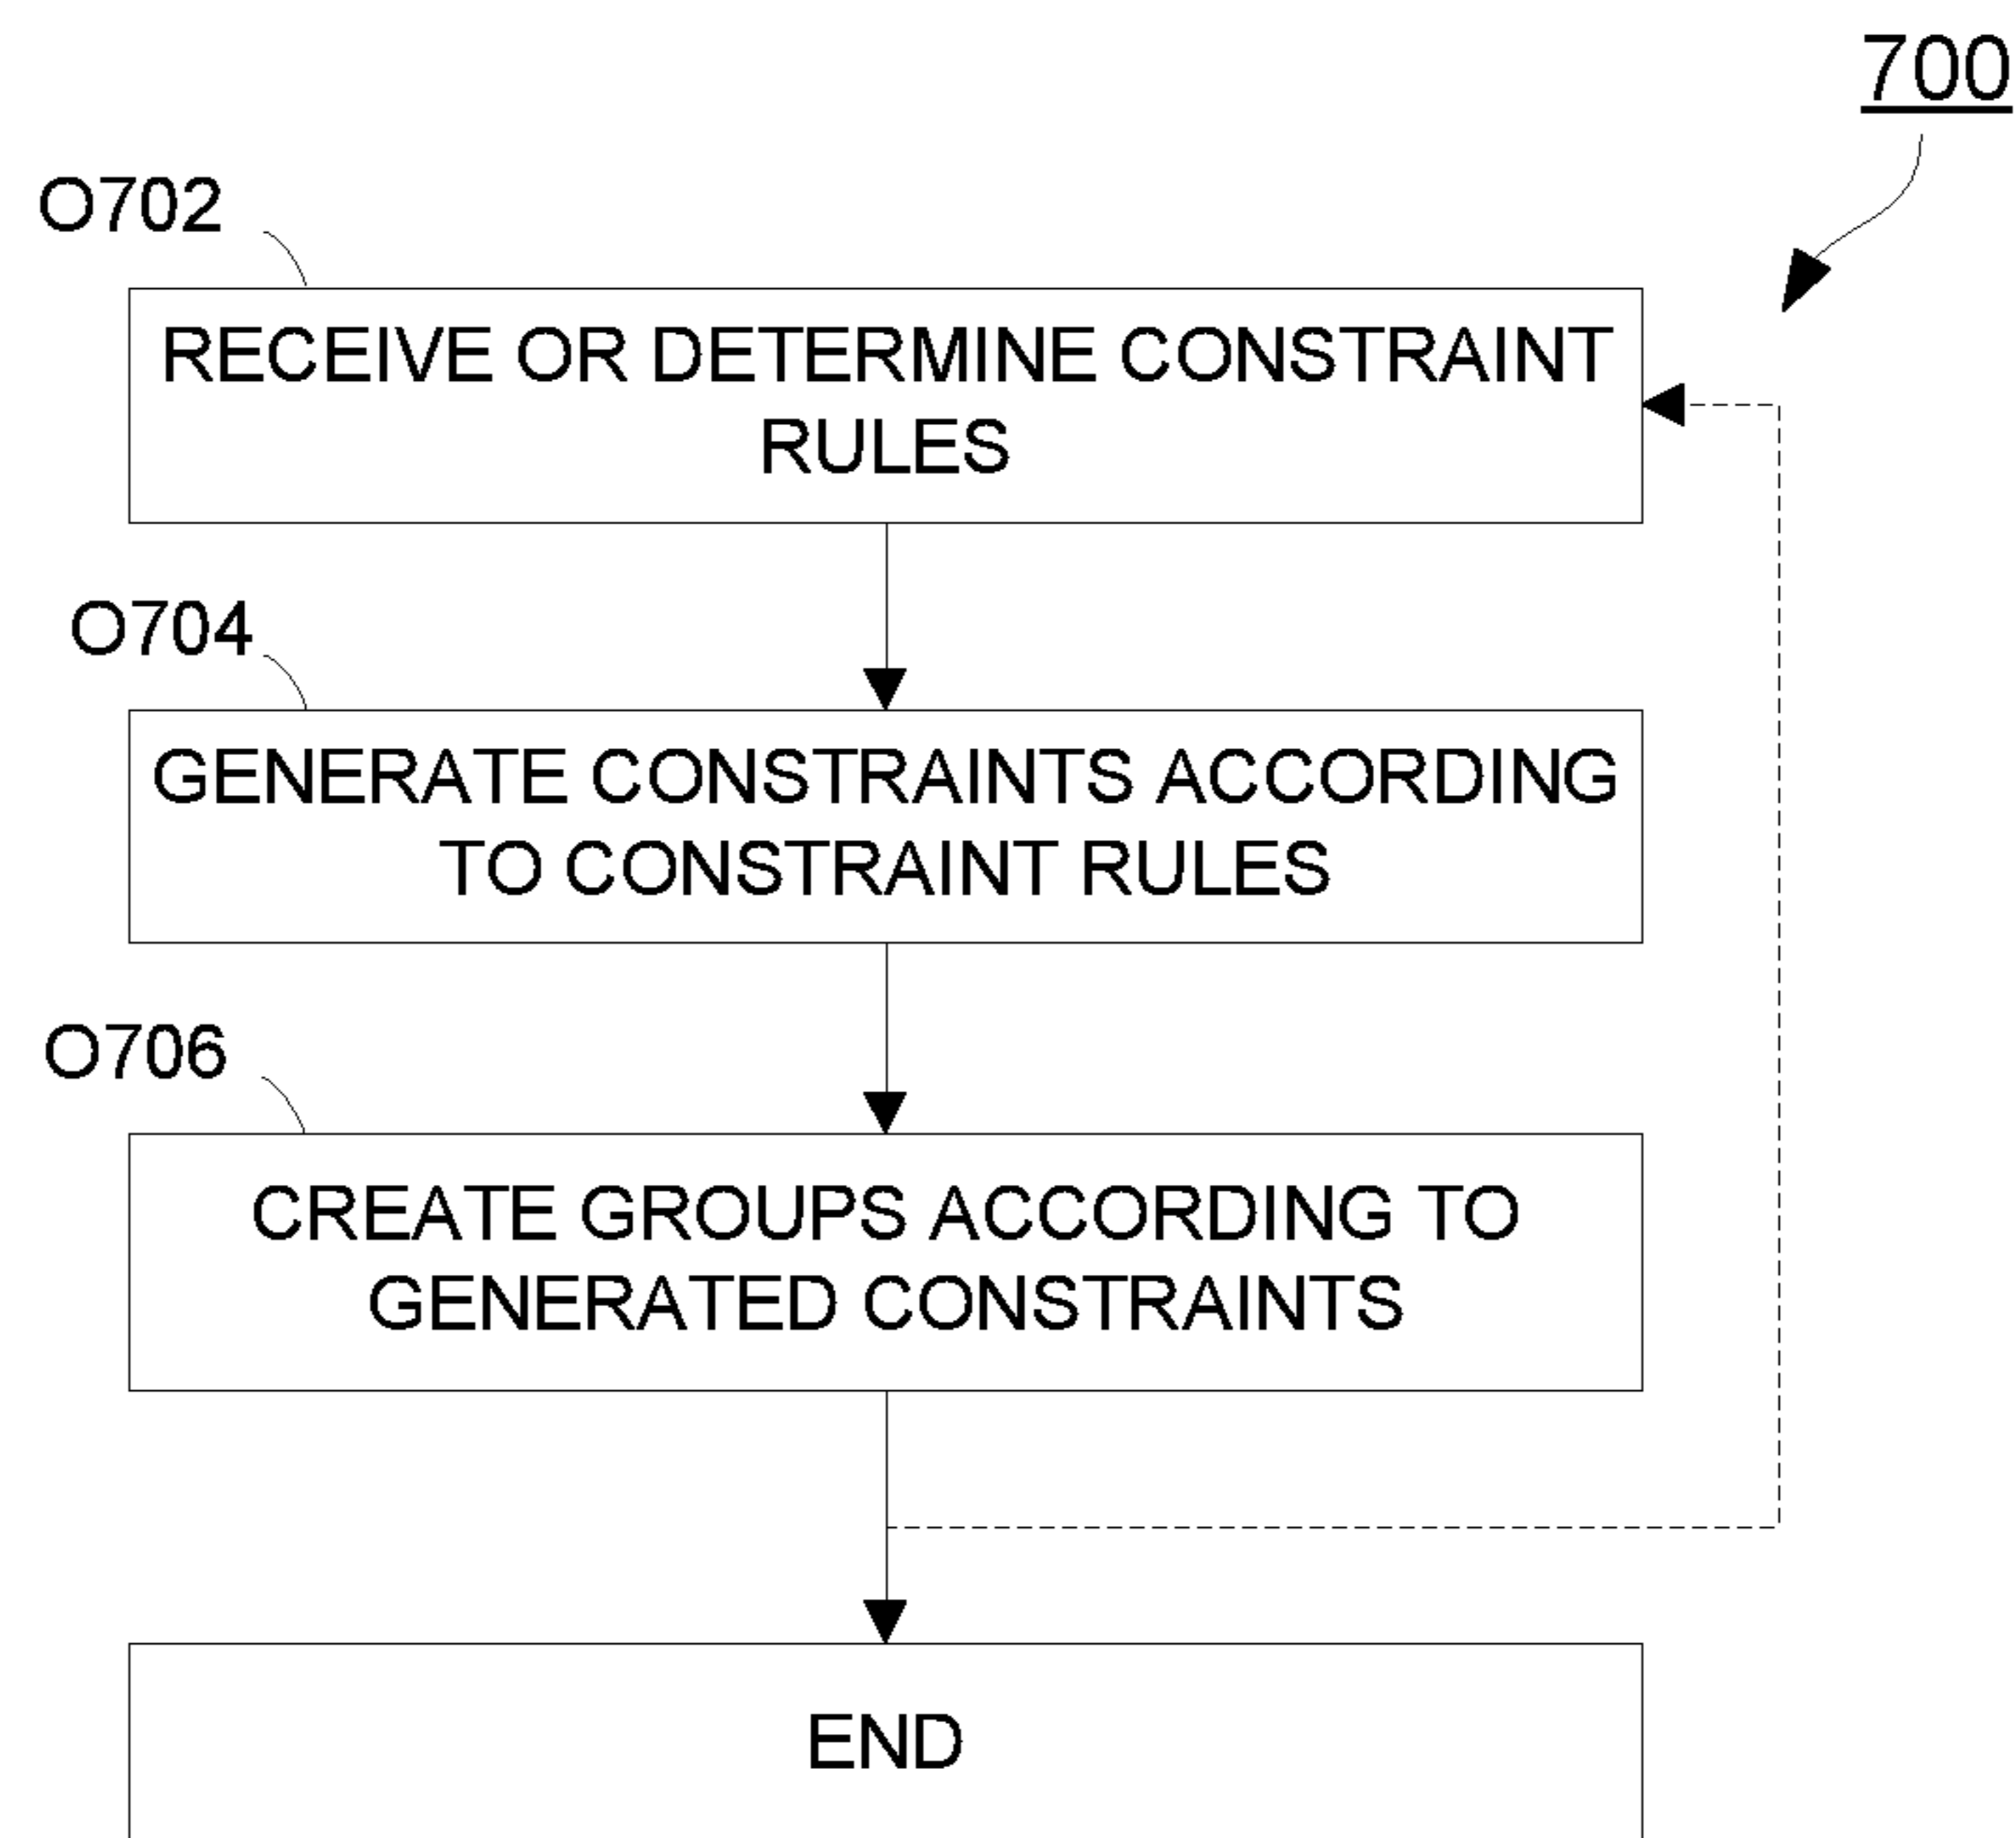 700
O702
RECEIVE OR DETERMINE CONSTRAINT
RULES
O704
GENERATE CONSTRAINTS ACCORDING
TO CONSTRAINT RULES
O706
CREATE GROUPS ACCORDING TO
GENERATED CONSTRAINTS
END